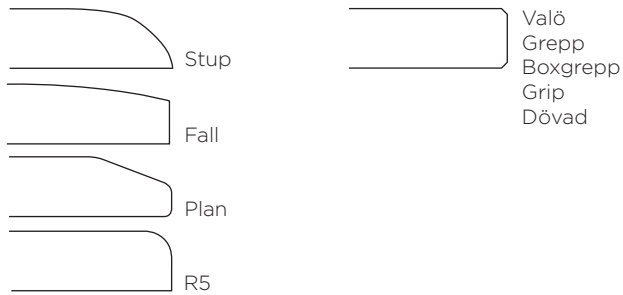 Stup
Fall
Plan
R5
Valö
Grepp
Boxgrepp
Grip
Dövad